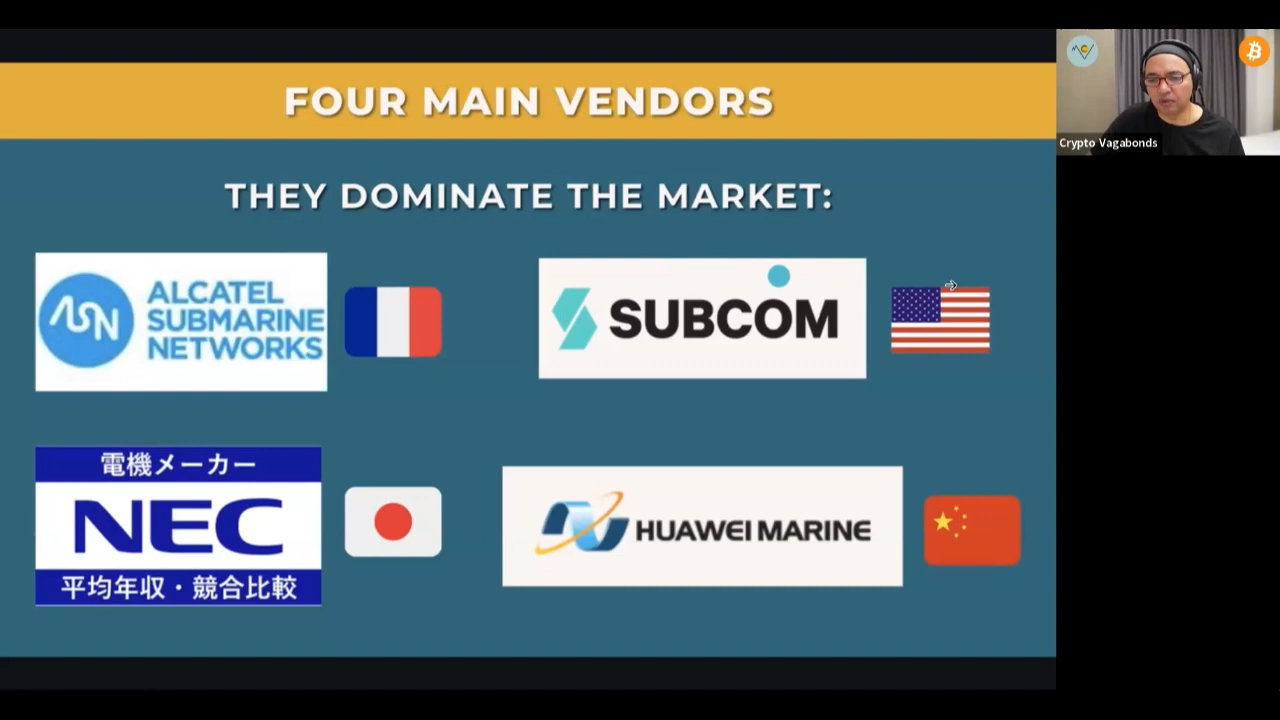 FOUR MAIN VENDORS
THEY DOMINATE THE MARKET:
ASN
ALCATEL
SUBMARINE
NETWORKS
SUBCOM
電機メーカー
NEC
平均年収・競合比較
HUAWEI MARINE
Crypto Vagabonds